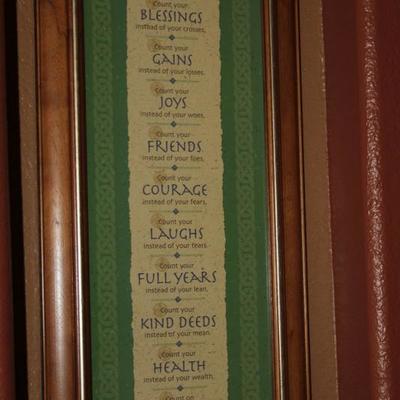 Count your
BLESSINGS
instead of your crosses,
Count your
GAINS
instead of your losses.
Count your
JOYS
instead of your woes,
Count your
FRIENDS
instead of your foes,
Count your
COURAGE
instead of your fears,
Count your
LAUGHS
instead of your tears.
Count your
FULL YEARS
instead of your lean,
Count your
KIND DEEDS
instead of your mean.
Count your
HEALTH
instead of your wealth.
Count on